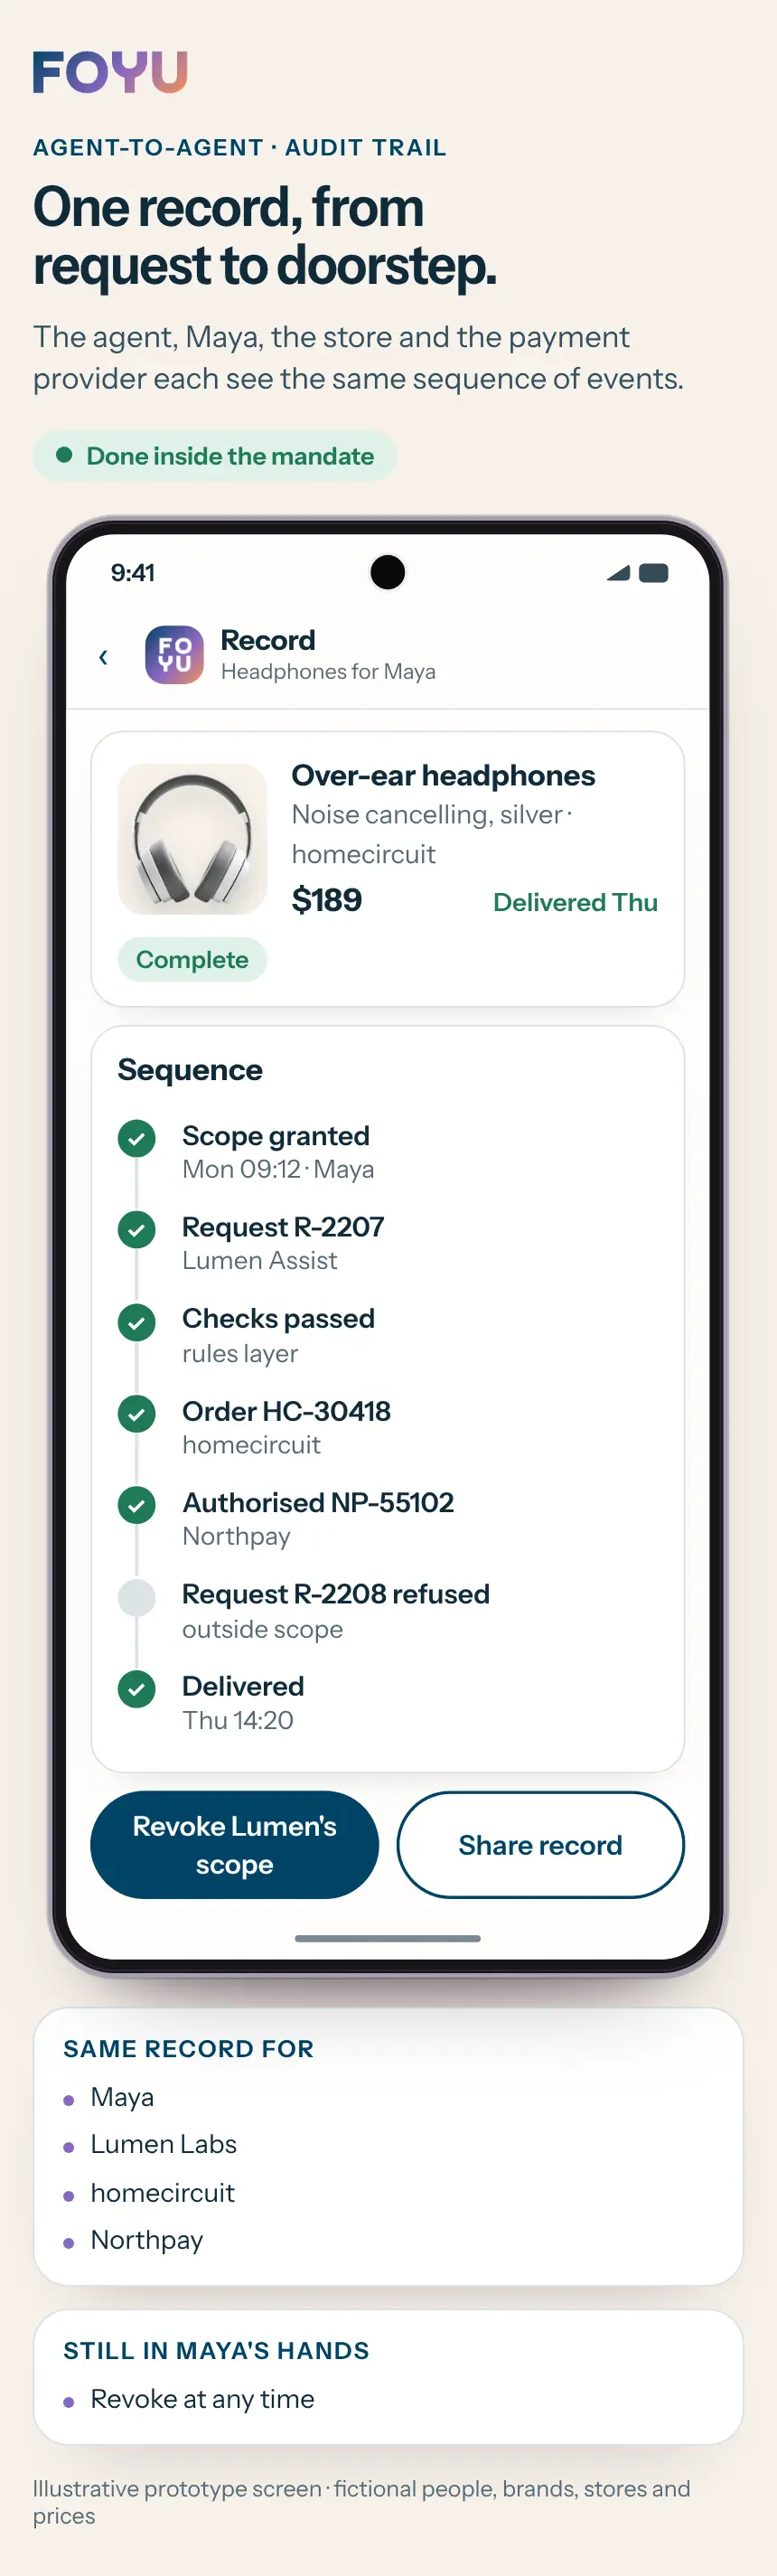 FOYU
AGENT-TO-AGENT · AUDIT TRAIL
One record, from
request to doorstep.
The agent, Maya, the store and the payment
provider each see the same sequence of events.
Done inside the mandate
9:41
FO
YU
Record
Headphones for Maya
Over-ear headphones
Noise cancelling, silver ·
homecircuit
$189
Delivered Thu
Complete
Sequence
Scope granted
Mon 09:12 · Maya
Request R-2207
Lumen Assist
Checks passed
rules layer
Order HC-30418
homecircuit
Authorised NP-55102
Northpay
Request R-2208 refused
outside scope
Delivered
Thu 14:20
Revoke Lumen's
scope
Share record
SAME RECORD FOR
Maya
Lumen Labs
homecircuit
Northpay
STILL IN MAYA'S HANDS
Revoke at any time
Illustrative prototype screen · fictional people, brands, stores and
prices